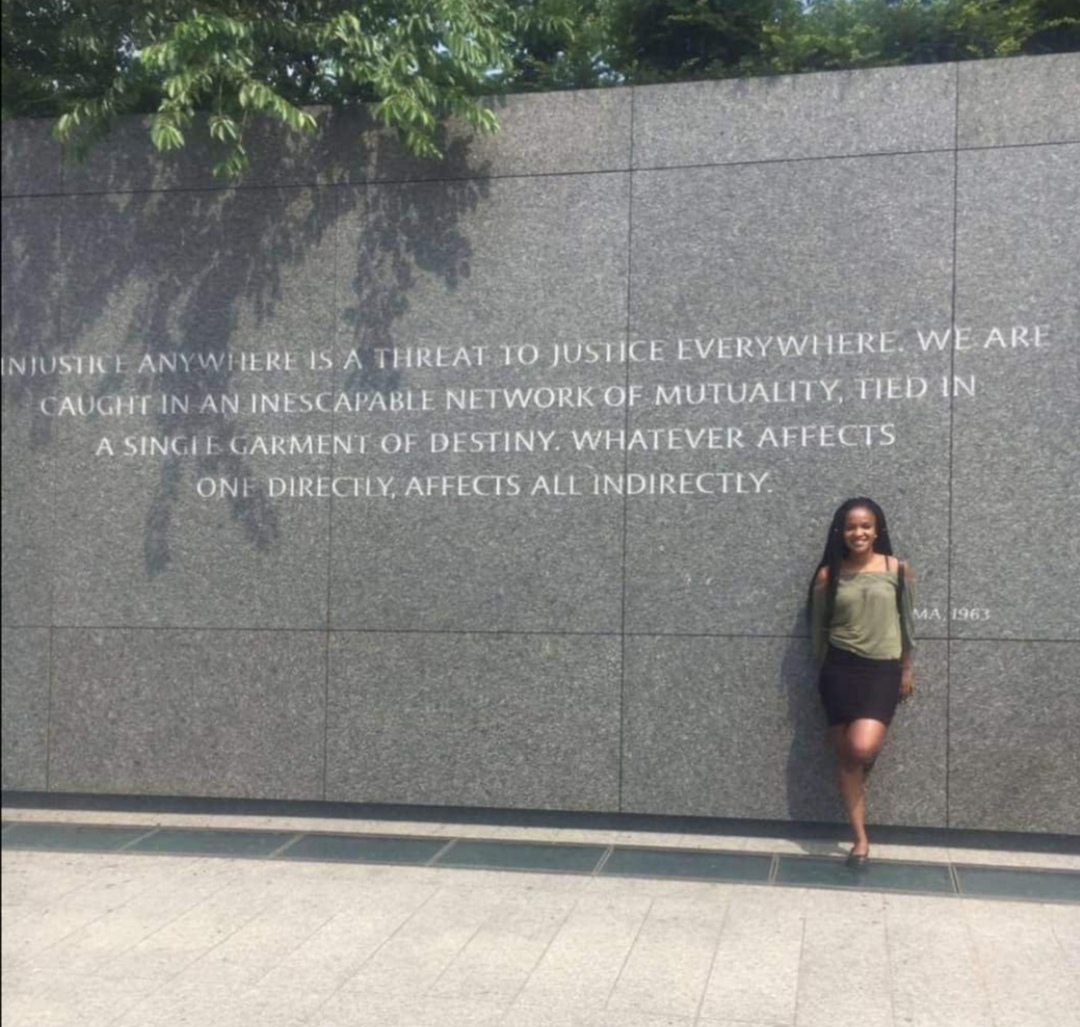 INJUSTICE ANYWHERE IS A THREAT TO JUSTICE EVERYWHERE. WE ARE
CAUGHT IN AN INESCAPABLE NETWORK OF MUTUALITY, TIED IN
A SINGLE GARMENT OF DESTINY. WHATEVER AFFECTS
ONE DIRECTLY, AFFECTS ALL INDIRECTLY.
MA, 1963